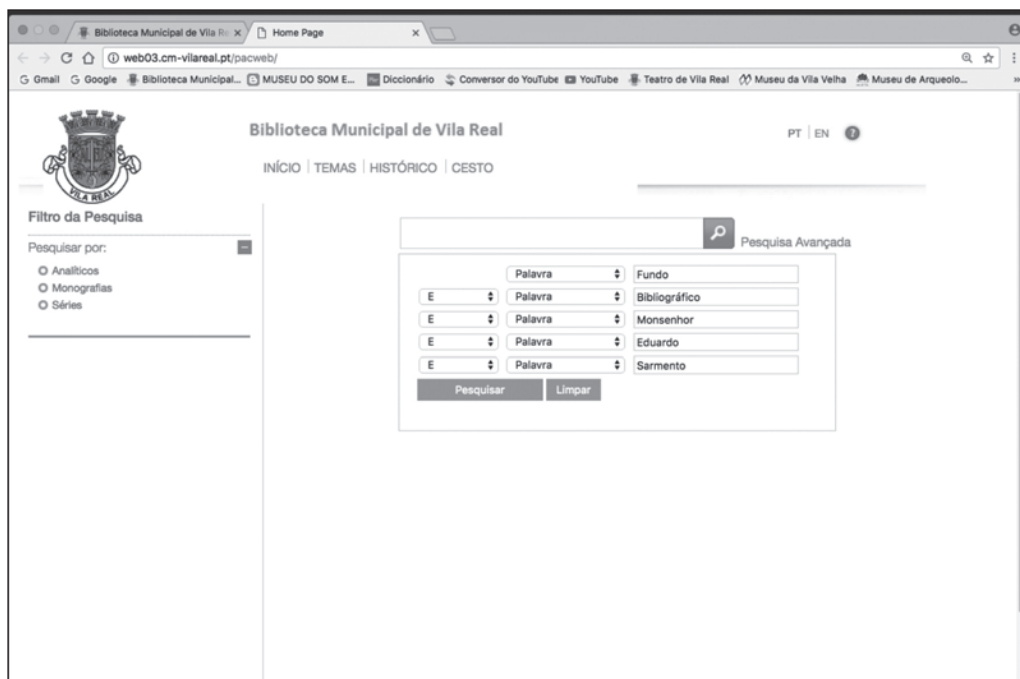 Biblioteca Municipal de Vila Re
Home Page
web03.cm-vilareal.pt/pacweb/
Gmail Google Biblioteca Municipal... MUSEU DO SOM E... Diccionário Conversor do YouTube YouTube Teatro de Vila Real Museu da Vila Velha Museu de Arqueolo... »
VILA REAL
Biblioteca Municipal de Vila Real
PT | EN ?
INÍCIO | TEMAS | HISTÓRICO | CESTO
Filtro da Pesquisa
Pesquisar por:
Analíticos
Monografias
Séries
Pesquisa Avançada
Palavra Fundo
E Palavra Bibliográfico
E Palavra Monsenhor
E Palavra Eduardo
E Palavra Sarmento
Pesquisar Limpar